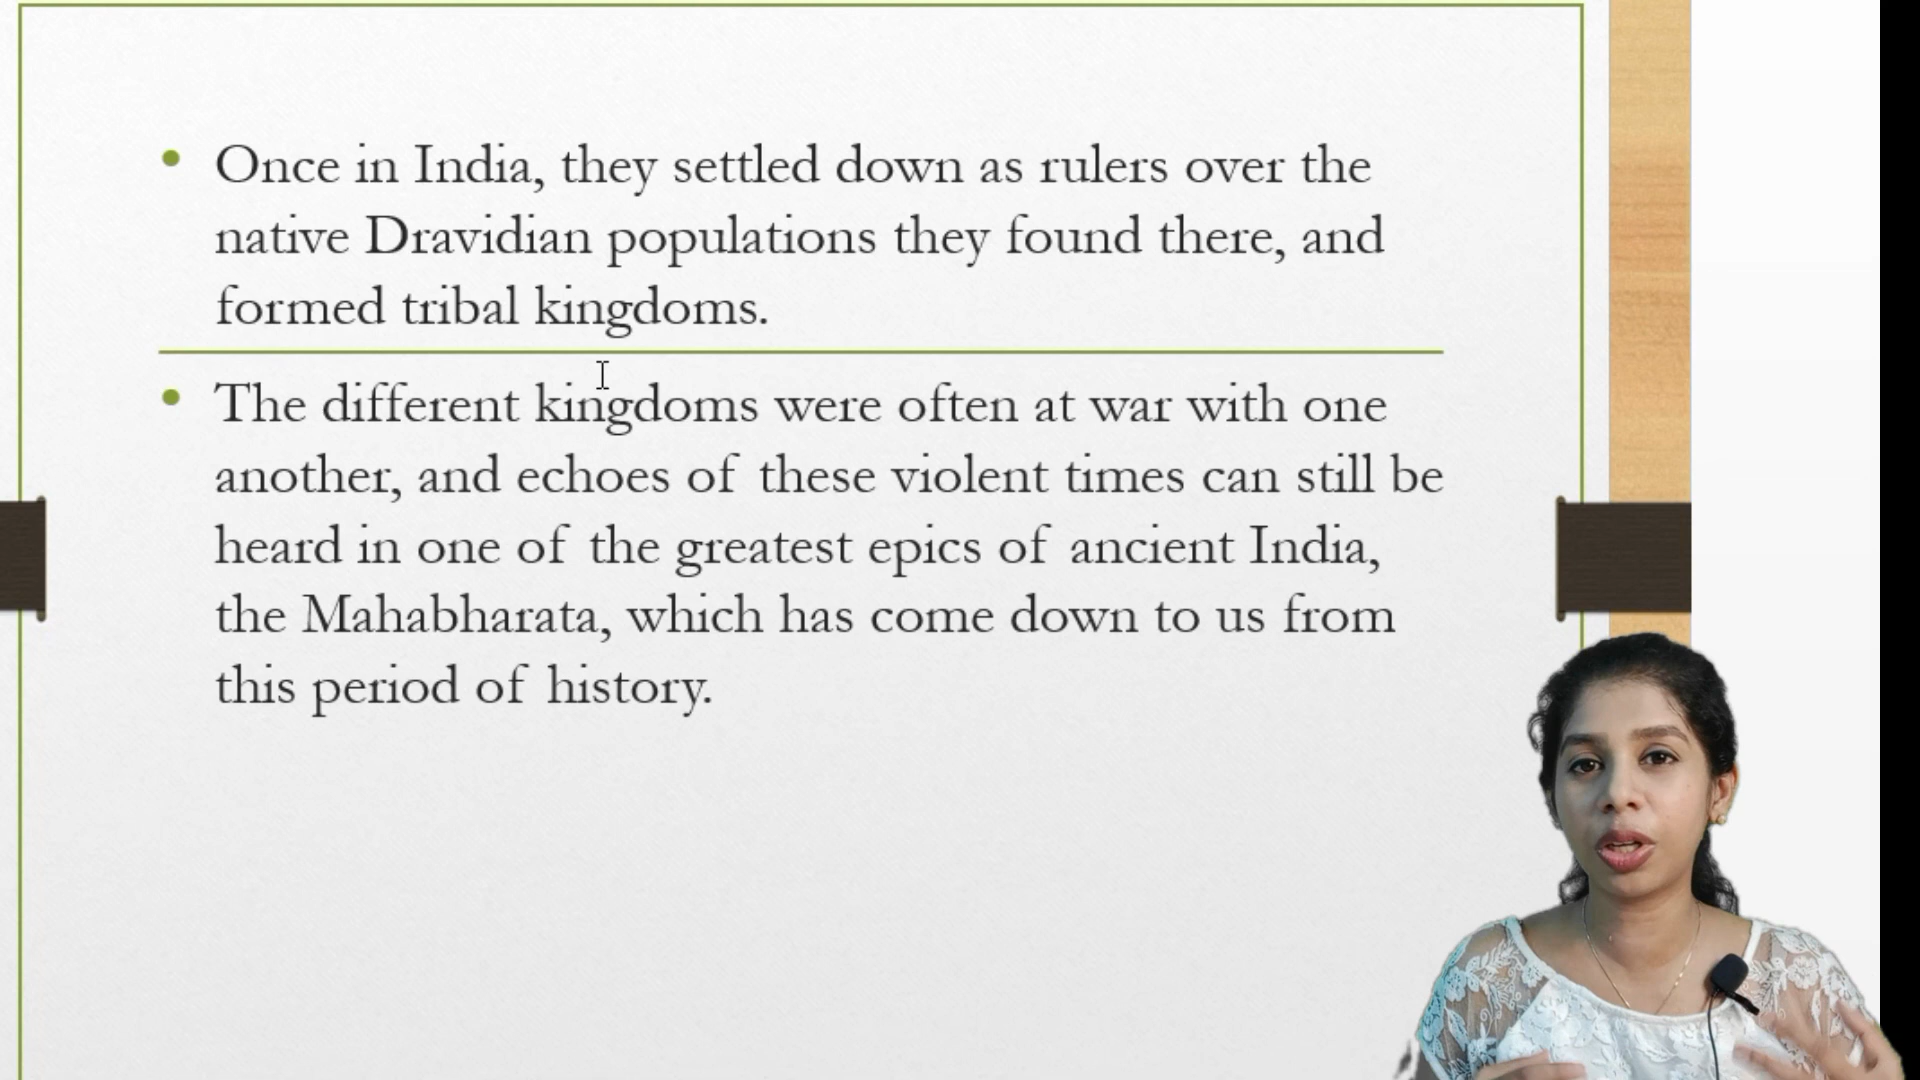 Once in India, they settled down as rulers over the
native Dravidian populations they found there, and
formed tribal kingdoms.
The different kingdoms were often at war with one
another, and echoes of these violent times can still be
heard in one of the greatest epics of ancient India,
the Mahabharata, which has come down to us from
this period of history.